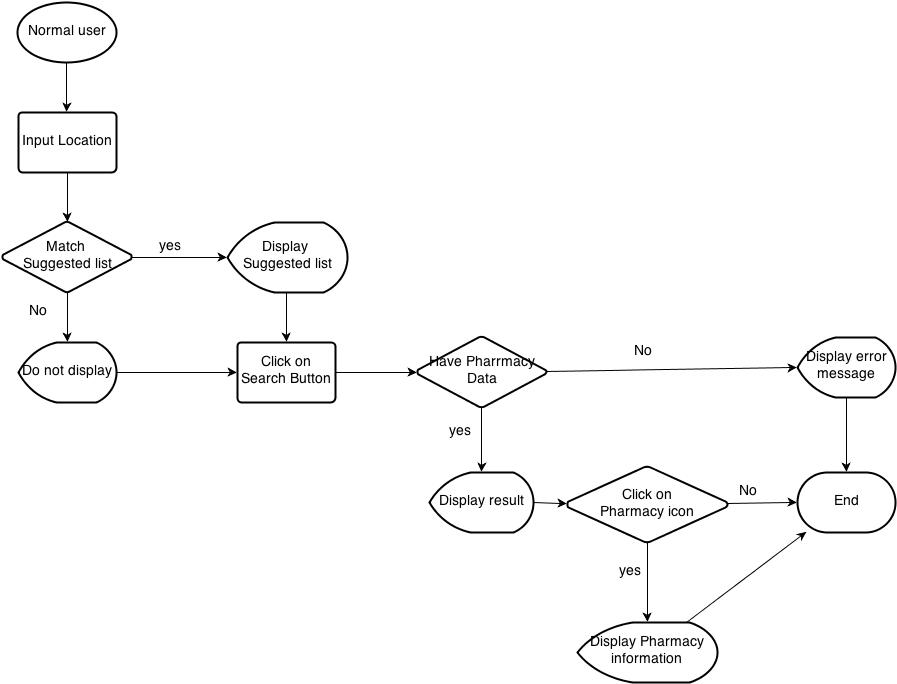 Normal user
Input Location
Match
Suggested list
yes
Display
Suggested list
No
Do not display
Click on
Search Button
Have Pharrmacy
Data
No
Display error
message
yes
Display result
Click on
Pharmacy icon
No
End
yes
Display Pharmacy
information